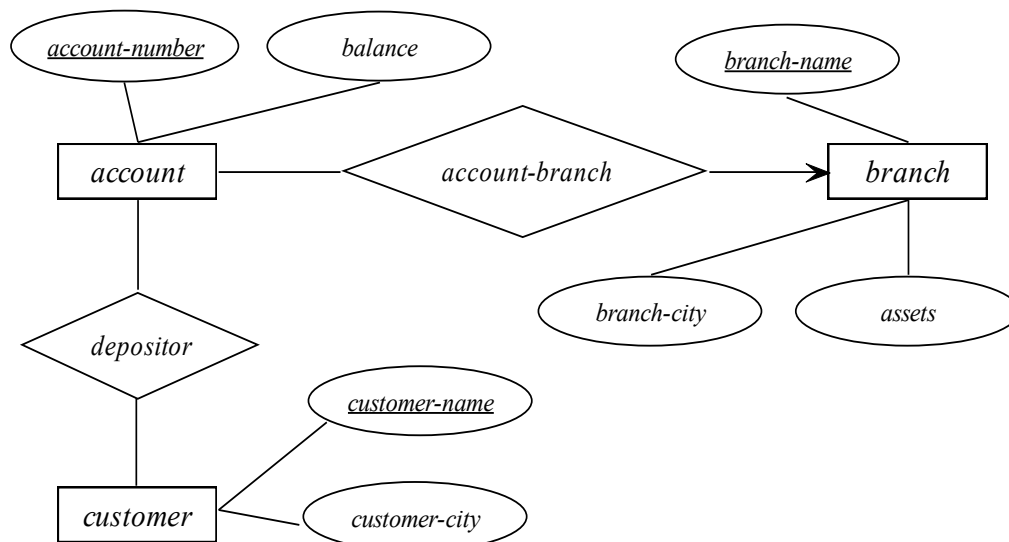 account-number
balance
branch-name
account
account-branch
branch
branch-city
assets
depositor
customer-name
customer
customer-city